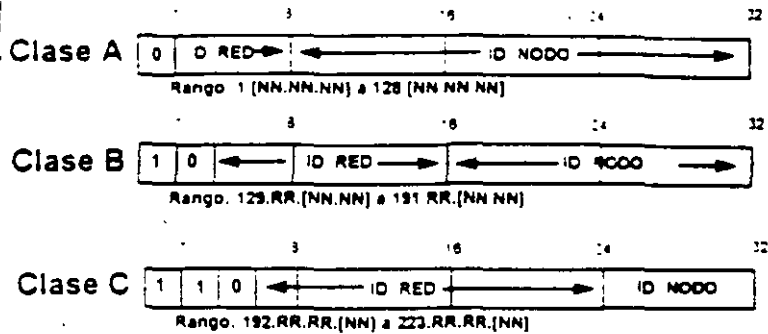 8 16 24 32
Clase A 0 D RED ID NODO
Rango. 1 [NN.NN.NN] a 128 [NN NN NN]
8 16 24 32
Clase B 1 0 ID RED ID NODO
Rango. 129.RR.[NN.NN] a 191 RR.[NN NN]
8 16 24 32
Clase C 1 1 0 ID RED ID NODO
Rango. 192.RR.RR.[NN] a 223.RR.RR.[NN]